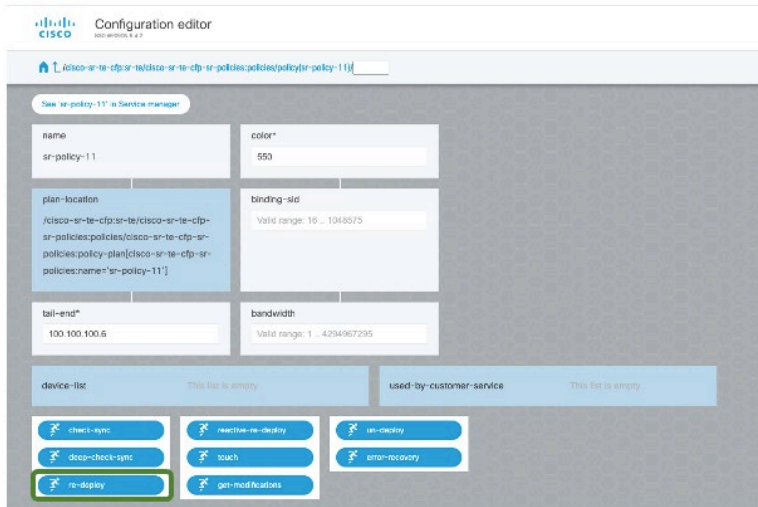 CISCO
Configuration editor
/cisco-sr-te-cfp:sr-te/cisco-sr-te-cfp-sr-policies:policies/policy{sr-policy-11}/
See 'sr-policy-11' in Service manager
name
sr-policy-11
color*
550
plan-location
/cisco-sr-te-cfp:sr-te/cisco-sr-te-cfp-
sr-policies:policies/cisco-sr-te-cfp-sr-
policies:policy-plan[cisco-sr-te-cfp-sr-
policies:name='sr-policy-11']
binding-sid
Valid range: 16 .. 1048575
tail-end*
100.100.100.6
bandwidth
Valid range: 1 .. 4294967295
device-list
This list is empty
used-by-customer-service
This list is empty
check-sync
deep-check-sync
re-deploy
reactive-re-deploy
touch
get-modifications
un-deploy
error-recovery